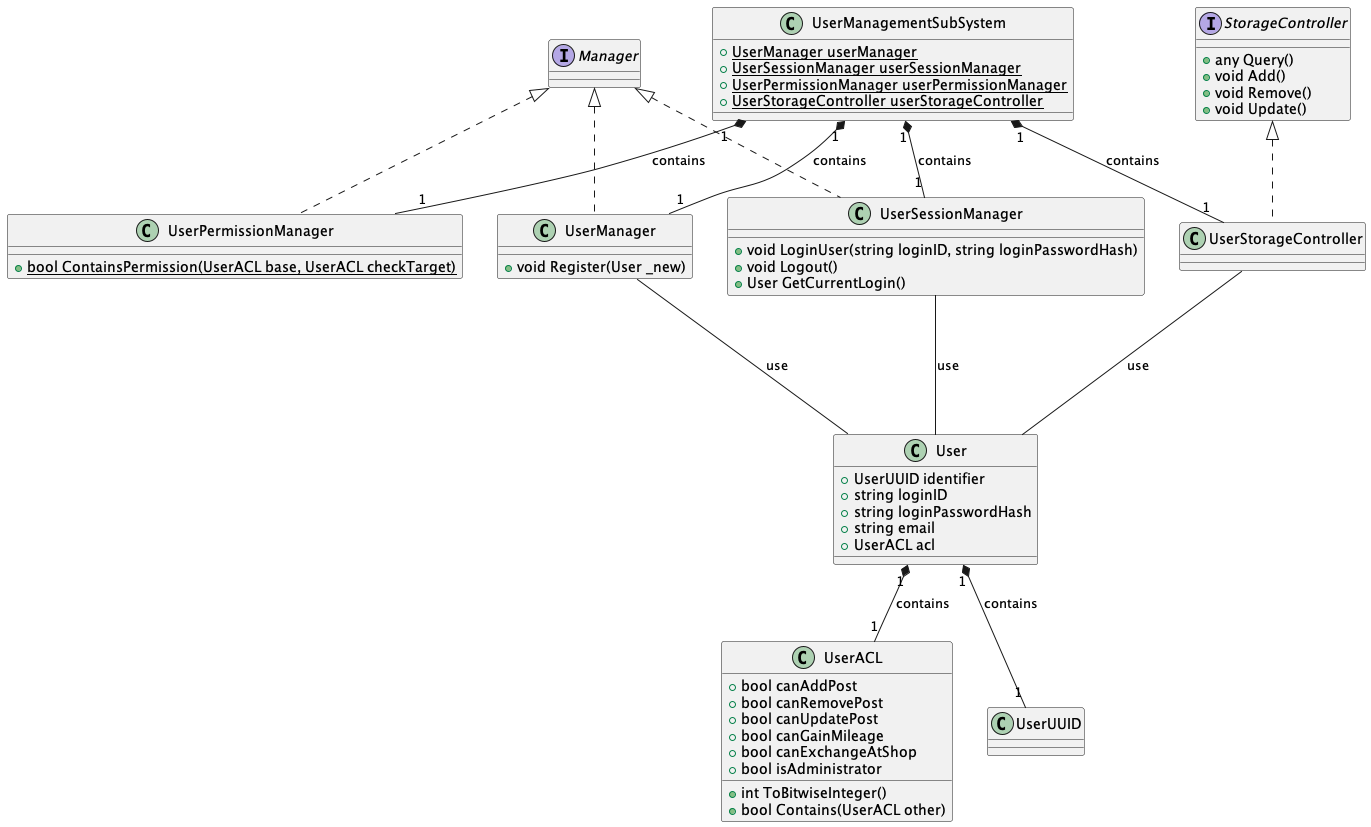 C UserManagementSubSystem
UserManager userManager
UserSessionManager userSessionManager
UserPermissionManager userPermissionManager
UserStorageController userStorageController
I StorageController
any Query()
void Add()
void Remove()
void Update()
I Manager
1
1
1
1
contains
contains
contains
contains
1
1
1
1
C UserPermissionManager
bool ContainsPermission(UserACL base, UserACL checkTarget)
C UserManager
void Register(User _new)
C UserSessionManager
void LoginUser(string loginID, string loginPasswordHash)
void Logout()
User GetCurrentLogin()
C UserStorageController
use
use
use
C User
UserUUID identifier
string loginID
string loginPasswordHash
string email
UserACL acl
1
1
contains
contains
1
1
C UserACL
bool canAddPost
bool canRemovePost
bool canUpdatePost
bool canGainMileage
bool canExchangeAtShop
bool isAdministrator
int ToBitwiseInteger()
bool Contains(UserACL other)
C UserUUID